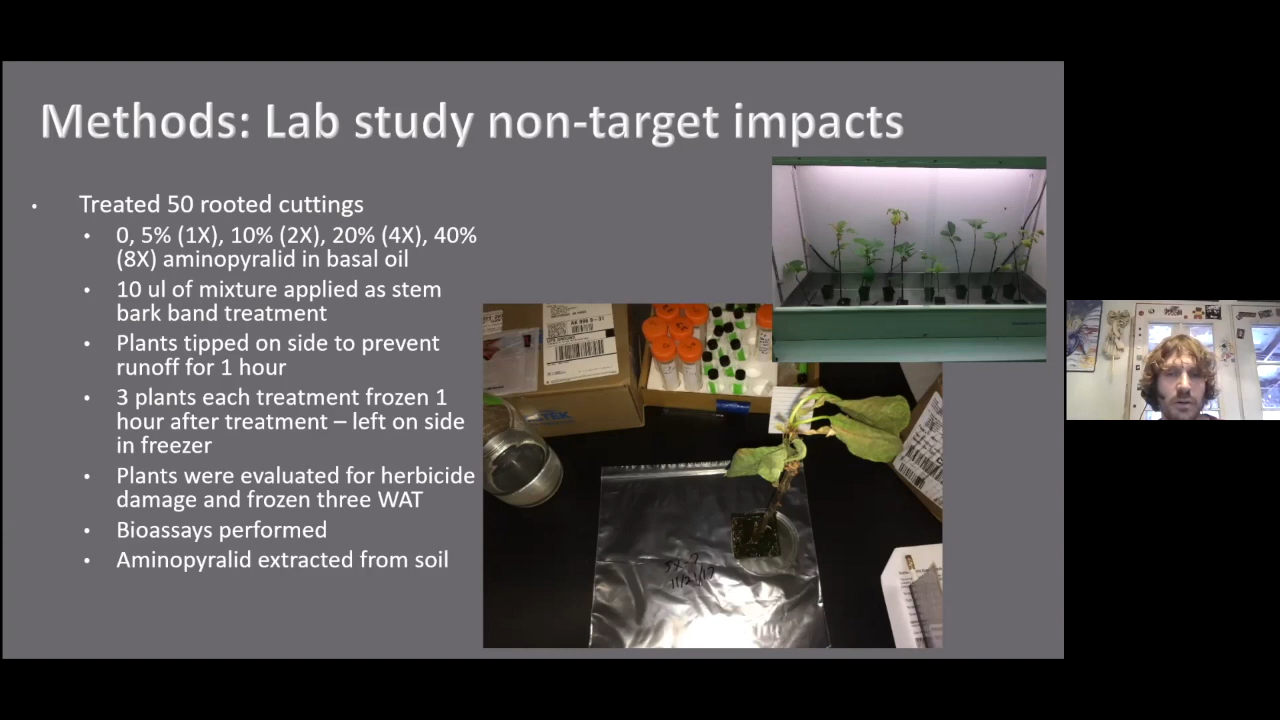 Methods: Lab study non-target impacts
• Treated 50 rooted cuttings
• 0, 5% (1X), 10% (2X), 20% (4X), 40%
(8X) aminopyralid in basal oil
• 10 ul of mixture applied as stem
bark band treatment
• Plants tipped on side to prevent
runoff for 1 hour
• 3 plants each treatment frozen 1
hour after treatment – left on side
in freezer
• Plants were evaluated for herbicide
damage and frozen three WAT
• Bioassays performed
• Aminopyralid extracted from soil